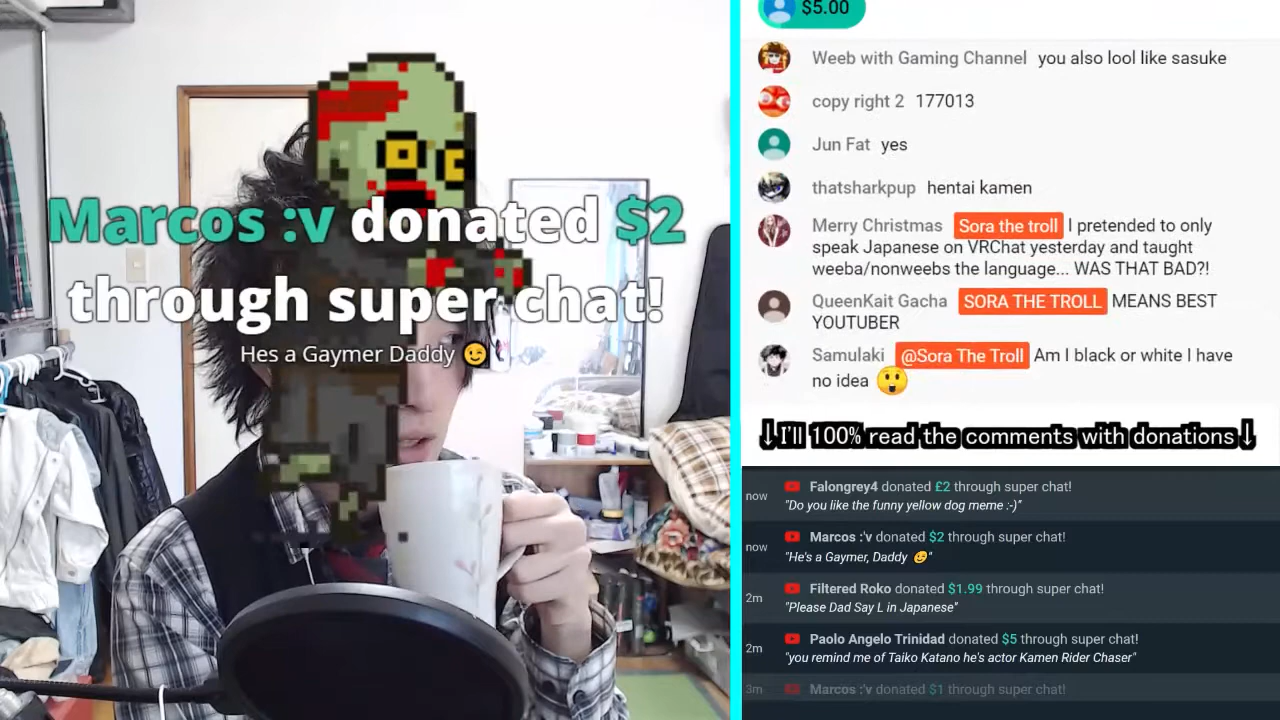 Marcos :v donated $2
through super chat!
Hes a Gaymer Daddy 😉
$5.00
Weeb with Gaming Channel you also lool like sasuke
copy right 2 177013
Jun Fat yes
thatsharkpup hentai kamen
Merry Christmas Sora the troll I pretended to only
speak Japanese on VRChat yesterday and taught
weeba/nonweebs the language... WAS THAT BAD?!
QueenKait Gacha SORA THE TROLL MEANS BEST
YOUTUBER
Samulaki @Sora The Troll Am I black or white I have
no idea 😲
↓I'll 100% read the comments with donations↓
now Falongrey4 donated £2 through super chat!
"Do you like the funny yellow dog meme :-)"
now Marcos :'v donated $2 through super chat!
"He's a Gaymer, Daddy 😉"
2m Filtered Roko donated $1.99 through super chat!
"Please Dad Say L in Japanese"
2m Paolo Angelo Trinidad donated $5 through super chat!
"you remind me of Taiko Katano he's actor Kamen Rider Chaser"
3m Marcos :'v donated $1 through super chat!